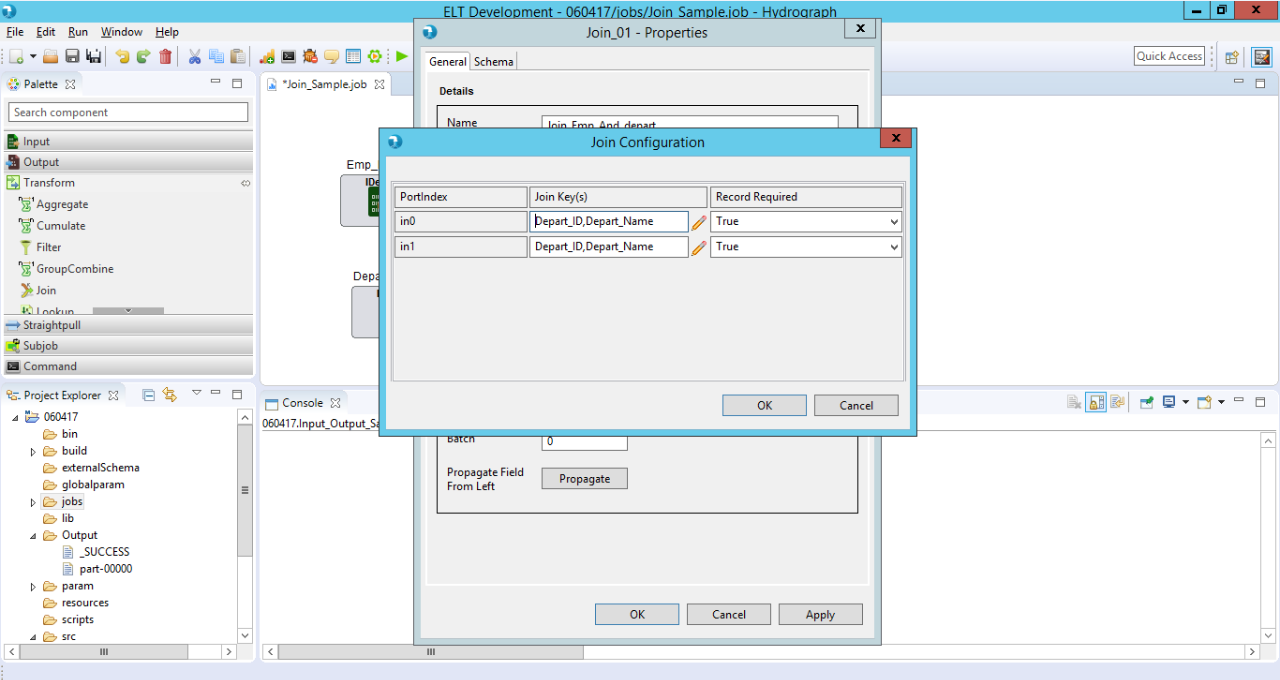 ELT Development - 060417/jobs/Join_Sample.job - Hydrograph
File Edit Run Window Help
Quick Access
Palette
Search component
Input
Output
Transform
Aggregate
Cumulate
Filter
GroupCombine
Join
Lookup
Straightpull
Subjob
Command
*Join_Sample.job
Emp_
IDe
Depa
Join_01 - Properties
General Schema
Details
Name Join_Emp_And_depart
Join Configuration
PortIndex Join Key(s) Record Required
in0 Depart_ID,Depart_Name True
in1 Depart_ID,Depart_Name True
OK Cancel
Batch 0
Propagate Field
From Left
Propagate
OK Cancel Apply
Project Explorer
060417
bin
build
externalSchema
globalparam
jobs
lib
Output
_SUCCESS
part-00000
param
resources
scripts
src
Console
060417.Input_Output_Sa